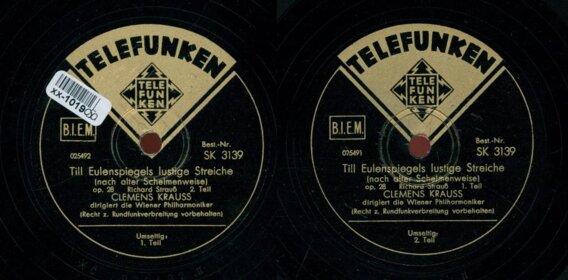 TELEFUNKEN
TELE
FUN
KEN
B.I.E.M.
025492
Best.-Nr.
SK 3139
Till Eulenspiegels lustige Streiche
(nach alter Schelmenweise)
op. 28 Richard Strauß 2. Teil
CLEMENS KRAUSS
dirigiert die Wiener Philharmoniker
(Recht z. Rundfunkverbreitung vorbehalten)
Umseitig:
1. Teil
TELEFUNKEN
TELE
FUN
KEN
B.I.E.M.
025491
Best.-Nr.
SK 3139
Till Eulenspiegels lustige Streiche
(nach alter Schelmenweise)
op. 28 Richard Strauß 1. Teil
CLEMENS KRAUSS
dirigiert die Wiener Philharmoniker
(Recht z. Rundfunkverbreitung vorbehalten)
Umseitig:
2. Teil